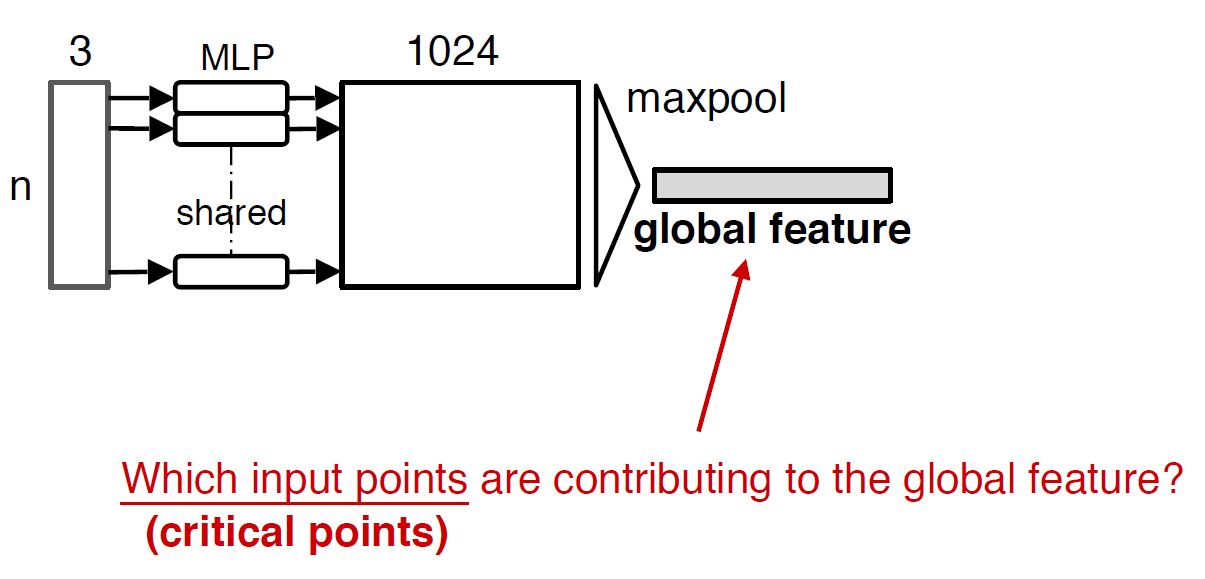 3
MLP
1024
maxpool
n
shared
global feature
Which input points are contributing to the global feature?
(critical points)